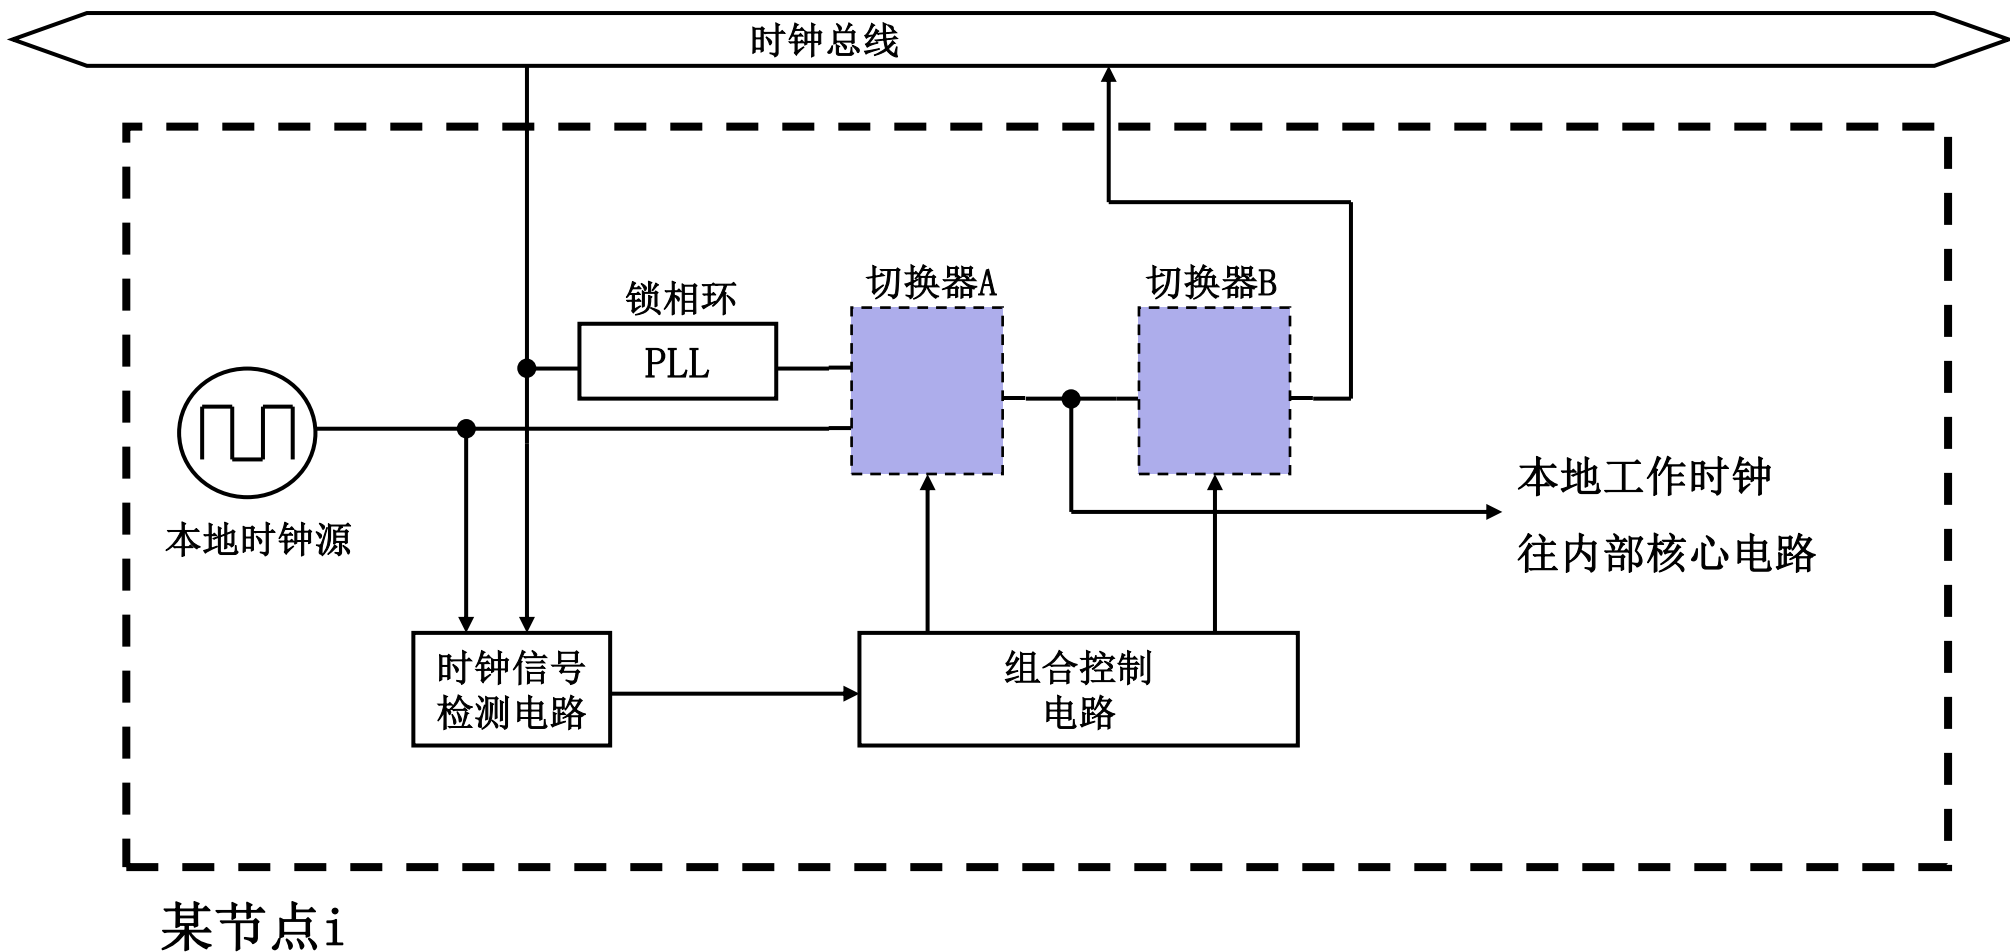 时钟总线
切换器A
切换器B
锁相环
PLL
本地时钟源
本地工作时钟
往内部核心电路
时钟信号
检测电路
组合控制
电路
某节点i